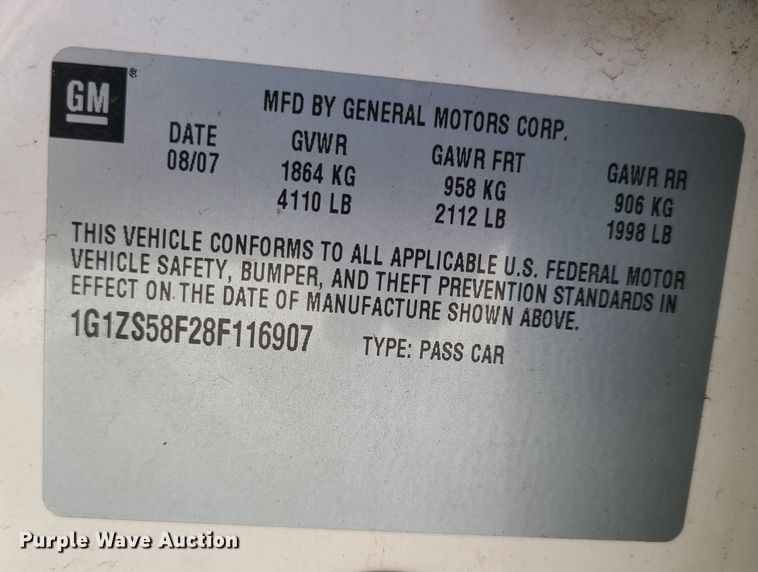 GM®
MFD BY GENERAL MOTORS CORP.
DATE GVWR GAWR FRT GAWR RR
08/07 1864 KG 958 KG 906 KG
4110 LB 2112 LB 1998 LB
THIS VEHICLE CONFORMS TO ALL APPLICABLE U.S. FEDERAL MOTOR
VEHICLE SAFETY, BUMPER, AND THEFT PREVENTION STANDARDS IN
EFFECT ON THE DATE OF MANUFACTURE SHOWN ABOVE.
1G1ZS58F28F116907 TYPE: PASS CAR
Purple Wave Auction